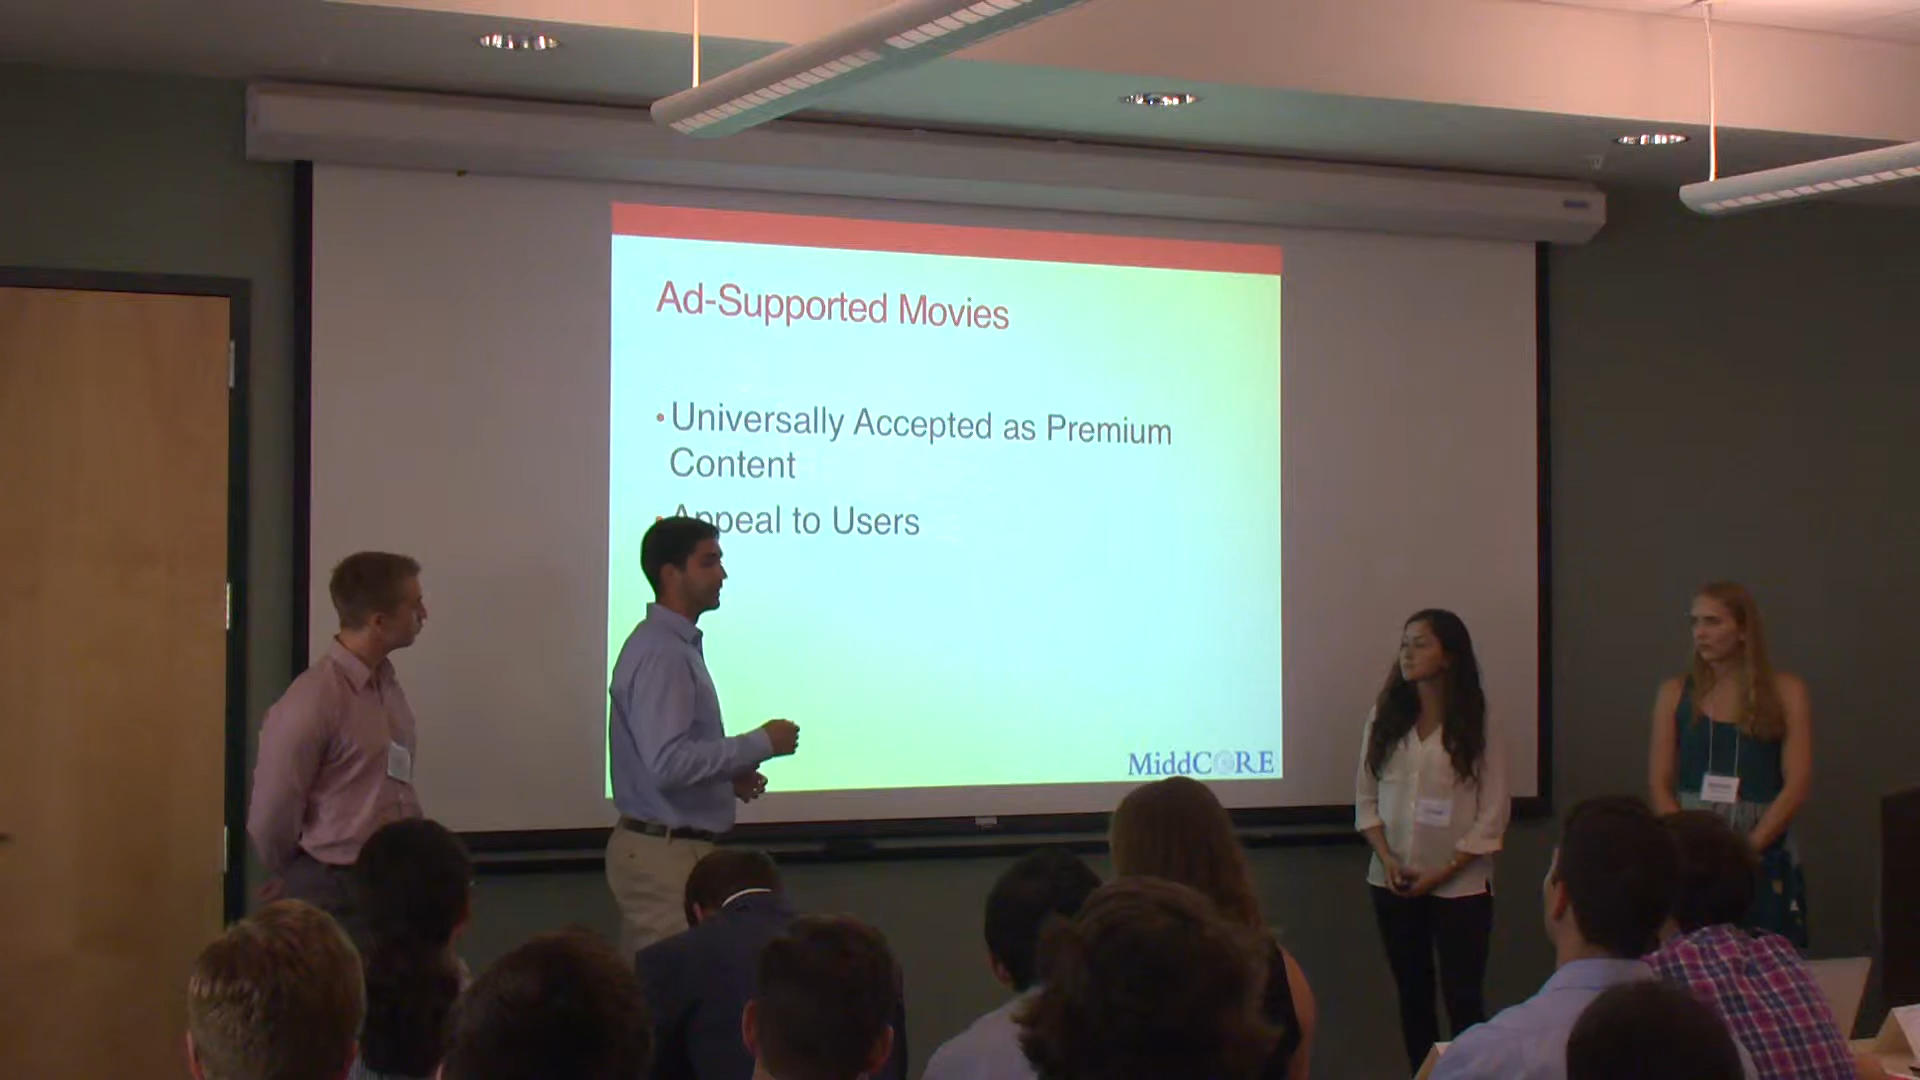 Ad-Supported Movies
•Universally Accepted as Premium
Content
•Appeal to Users
MiddCORE